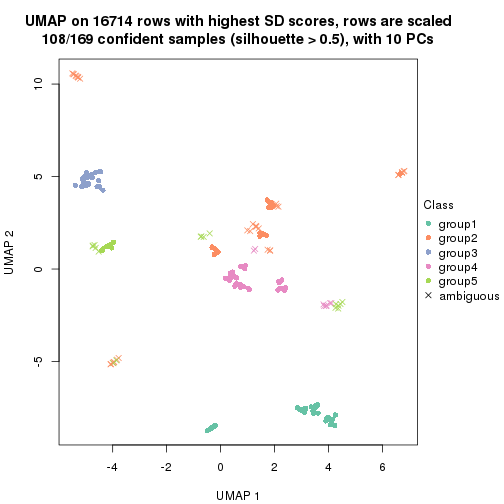 UMAP on 16714 rows with highest SD scores, rows are scaled
108/169 confident samples (silhouette > 0.5), with 10 PCs
10
5
0
-5
UMAP 2
-4
-2
0
2
4
6
UMAP 1
Class
group1
group2
group3
group4
group5
ambiguous